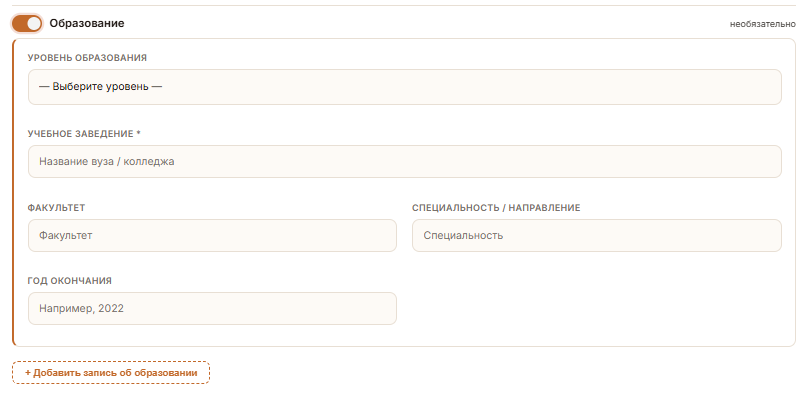 Образование
необязательно
УРОВЕНЬ ОБРАЗОВАНИЯ
— Выберите уровень —
УЧЕБНОЕ ЗАВЕДЕНИЕ *
Название вуза / колледжа
ФАКУЛЬТЕТ
СПЕЦИАЛЬНОСТЬ / НАПРАВЛЕНИЕ
Факультет
Специальность
ГОД ОКОНЧАНИЯ
Например, 2022
+ Добавить запись об образовании